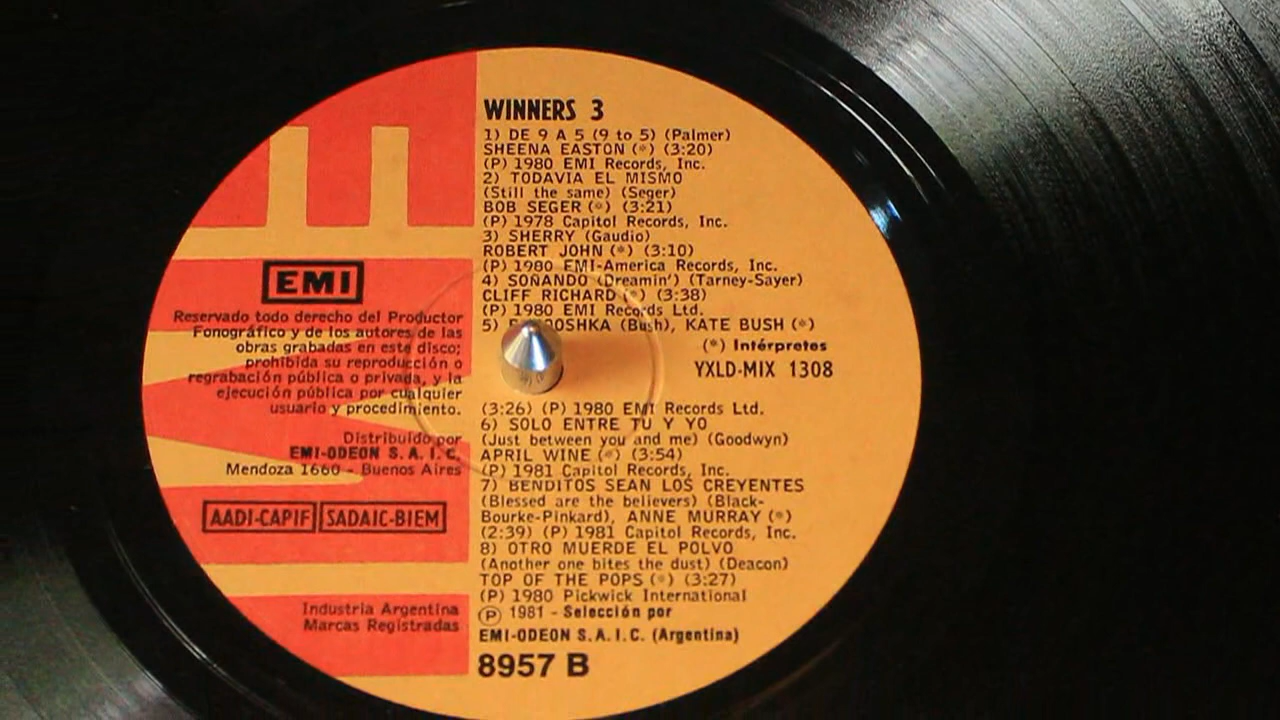 WINNERS 3
1) DE 9 A 5 (9 to 5) (Palmer)
SHEENA EASTON (*) (3:20)
(P) 1980 EMI Records, Inc.
2) TODAVIA EL MISMO
(Still the same) (Seger)
BOB SEGER (*) (3:21)
(P) 1978 Capitol Records, Inc.
3) SHERRY (Gaudio)
ROBERT JOHN (*) (3:10)
(P) 1980 EMI-America Records, Inc.
4) SOÑANDO (Dreamin') (Tarney-Sayer)
CLIFF RICHARD (*) (3:38)
(P) 1980 EMI Records Ltd.
5) (Bush), KATE BUSH (*)
(*) Intérpretes
YXLD-MIX 1308
(3:26) (P) 1980 EMI Records Ltd.
6) SOLO ENTRE TU Y YO
(Just between you and me) (Goodwyn)
APRIL WINE (*) (3:54)
(P) 1981 Capitol Records, Inc.
7) BENDITOS SEAN LOS CREYENTES
(Blessed are the believers) (Black-
Bourke-Pinkard), ANNE MURRAY (*)
(2:39) (P) 1981 Capitol Records, Inc.
8) OTRO MUERDE EL POLVO
(Another one bites the dust) (Deacon)
TOP OF THE POPS (*) (3:27)
(P) 1980 Pickwick International
Ⓟ 1981 - Selección por
EMI-ODEON S.A.I.C. (Argentina)
8957 B
EMI
Reservado todo derecho del Productor
Fonográfico y de los autores de las
obras grabadas en este disco;
prohibida su reproducción o
regrabación pública o privada, y la
ejecución pública por cualquier
usuario y procedimiento.
Distribuido por
EMI-ODEON S.A.I.C.
Mendoza 1660 - Buenos Aires
AADI-CAPIF SADAIC-BIEM
Industria Argentina
Marcas Registradas